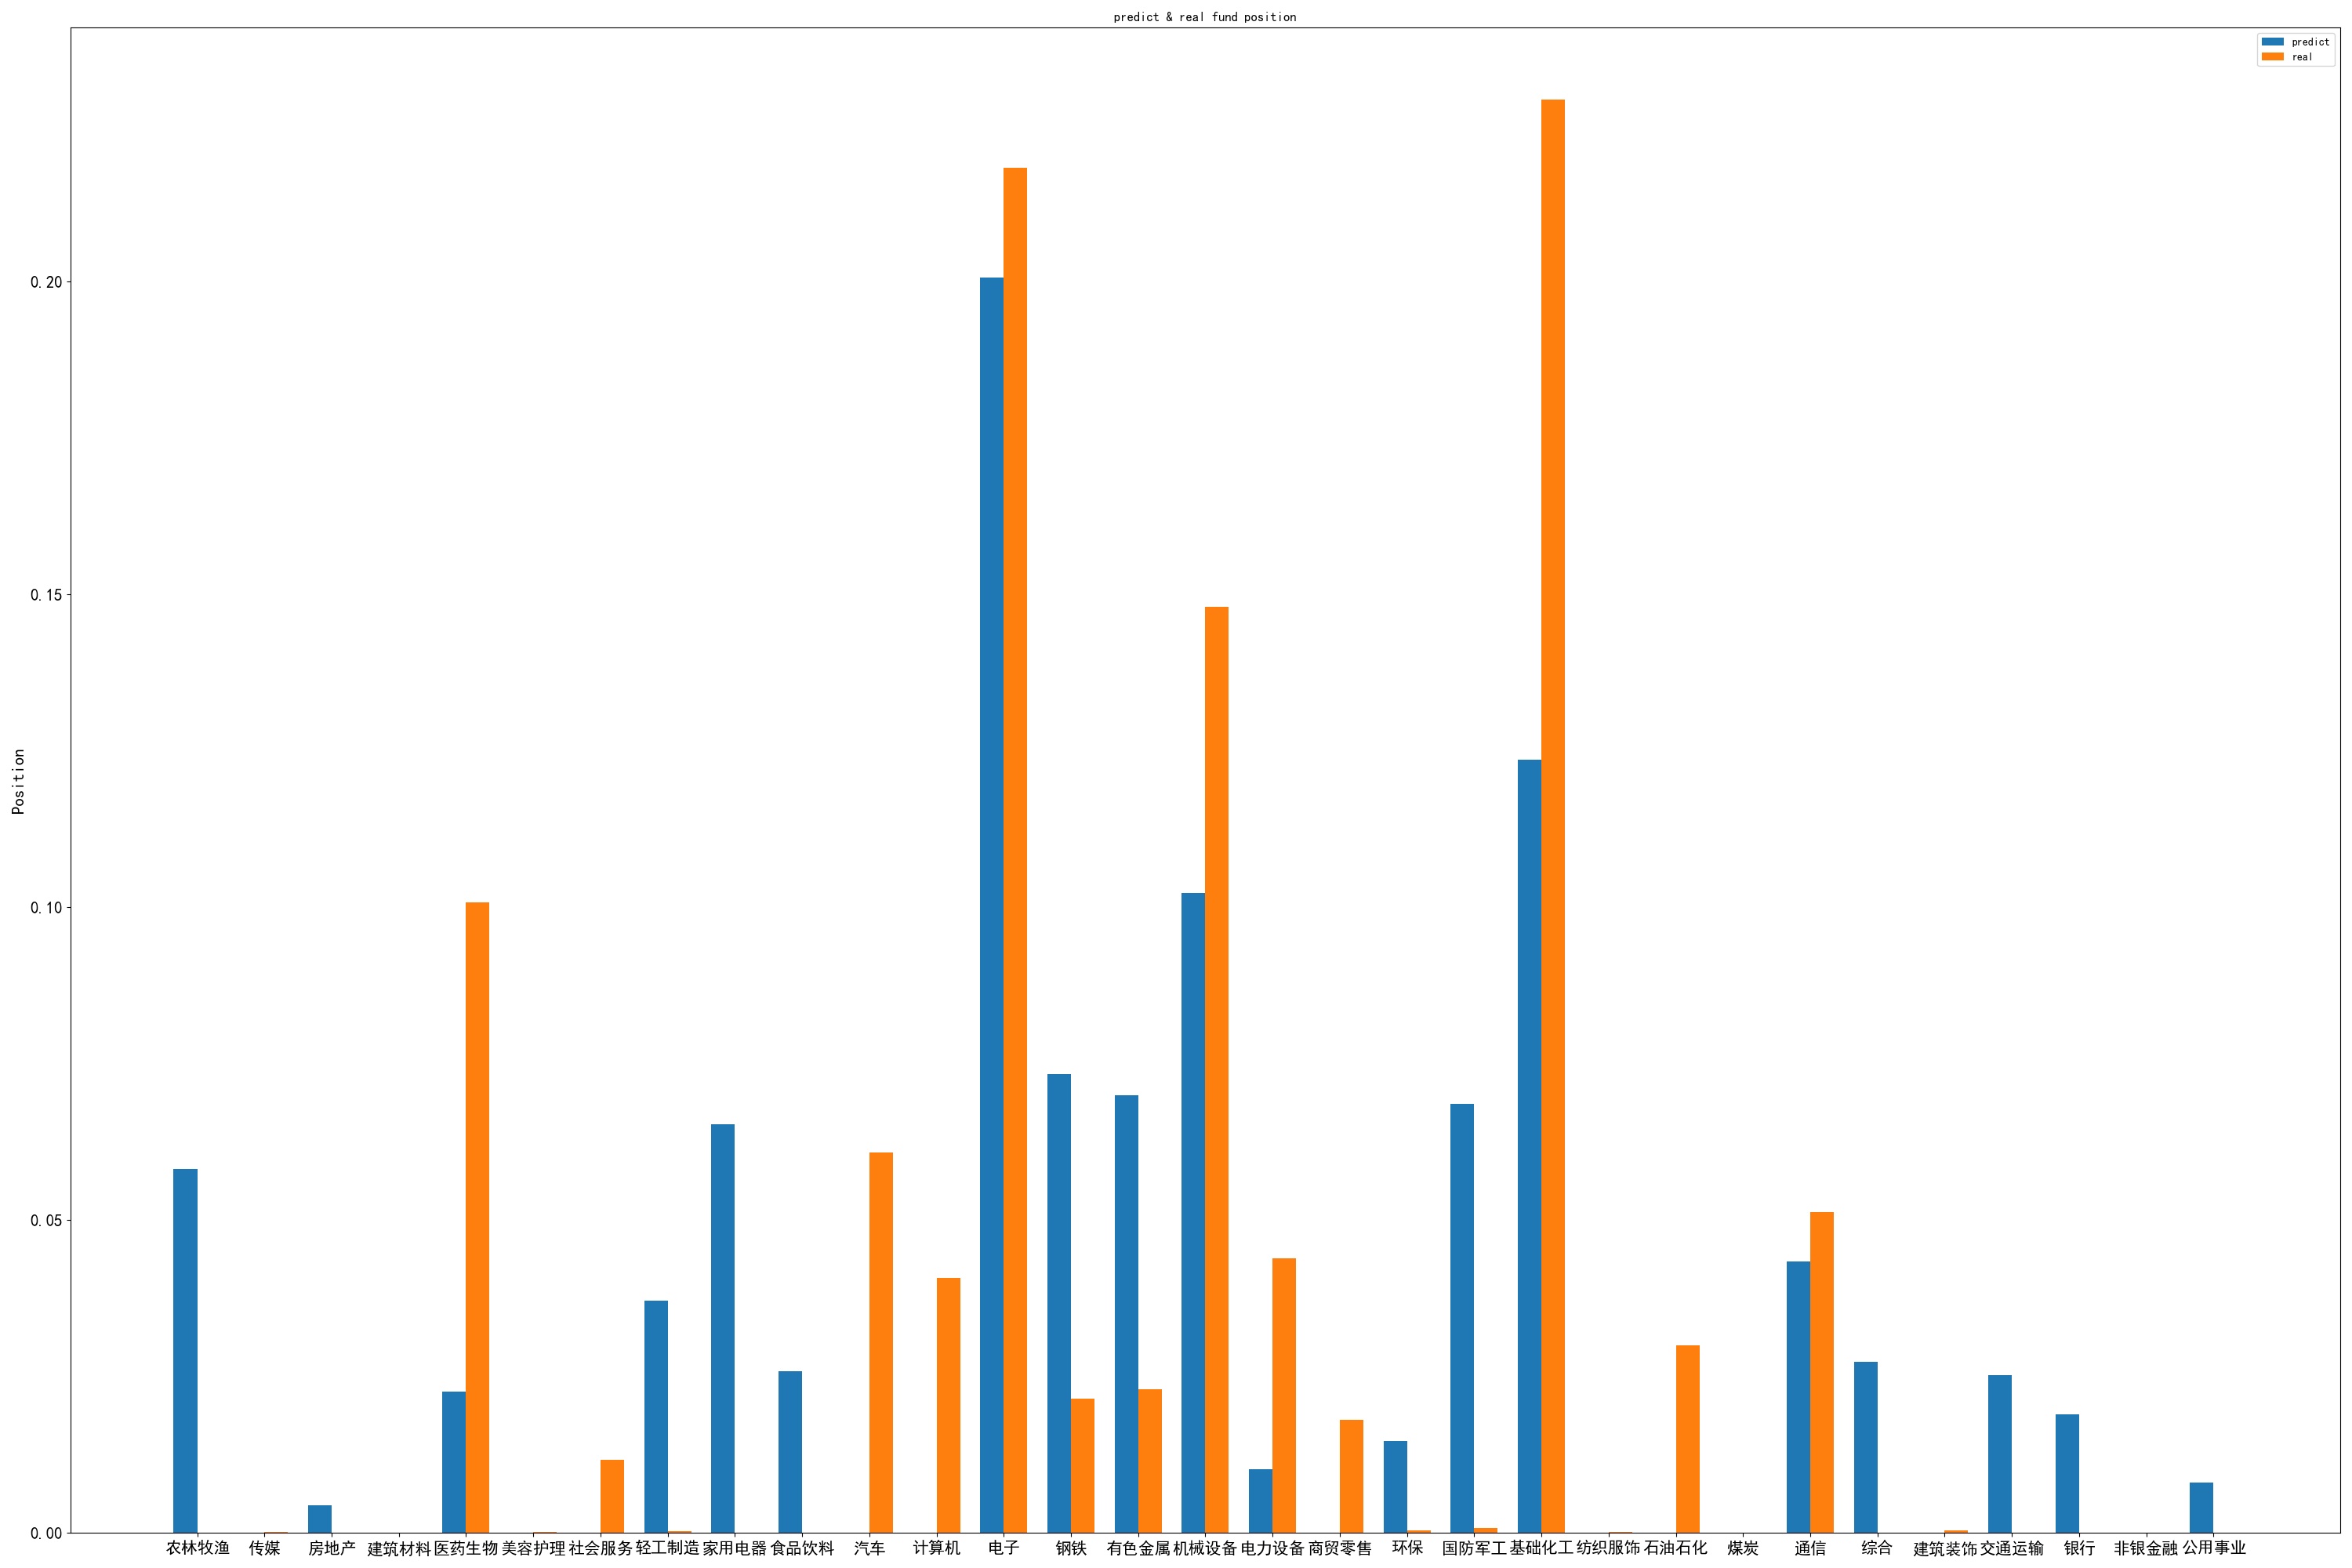 predict & real fund position
predict
real
0.20
0.15
0.10
0.05
0.00
Position
农林牧渔 传媒 房地产 建筑材料 医药生物 美容护理 社会服务 轻工制造 家用电器 食品饮料 汽车 计算机 电子 钢铁 有色金属 机械设备 电力设备 商贸零售 环保 国防军工 基础化工 纺织服饰 石油石化 煤炭 通信 综合 建筑装饰 交通运输 银行 非银金融 公用事业